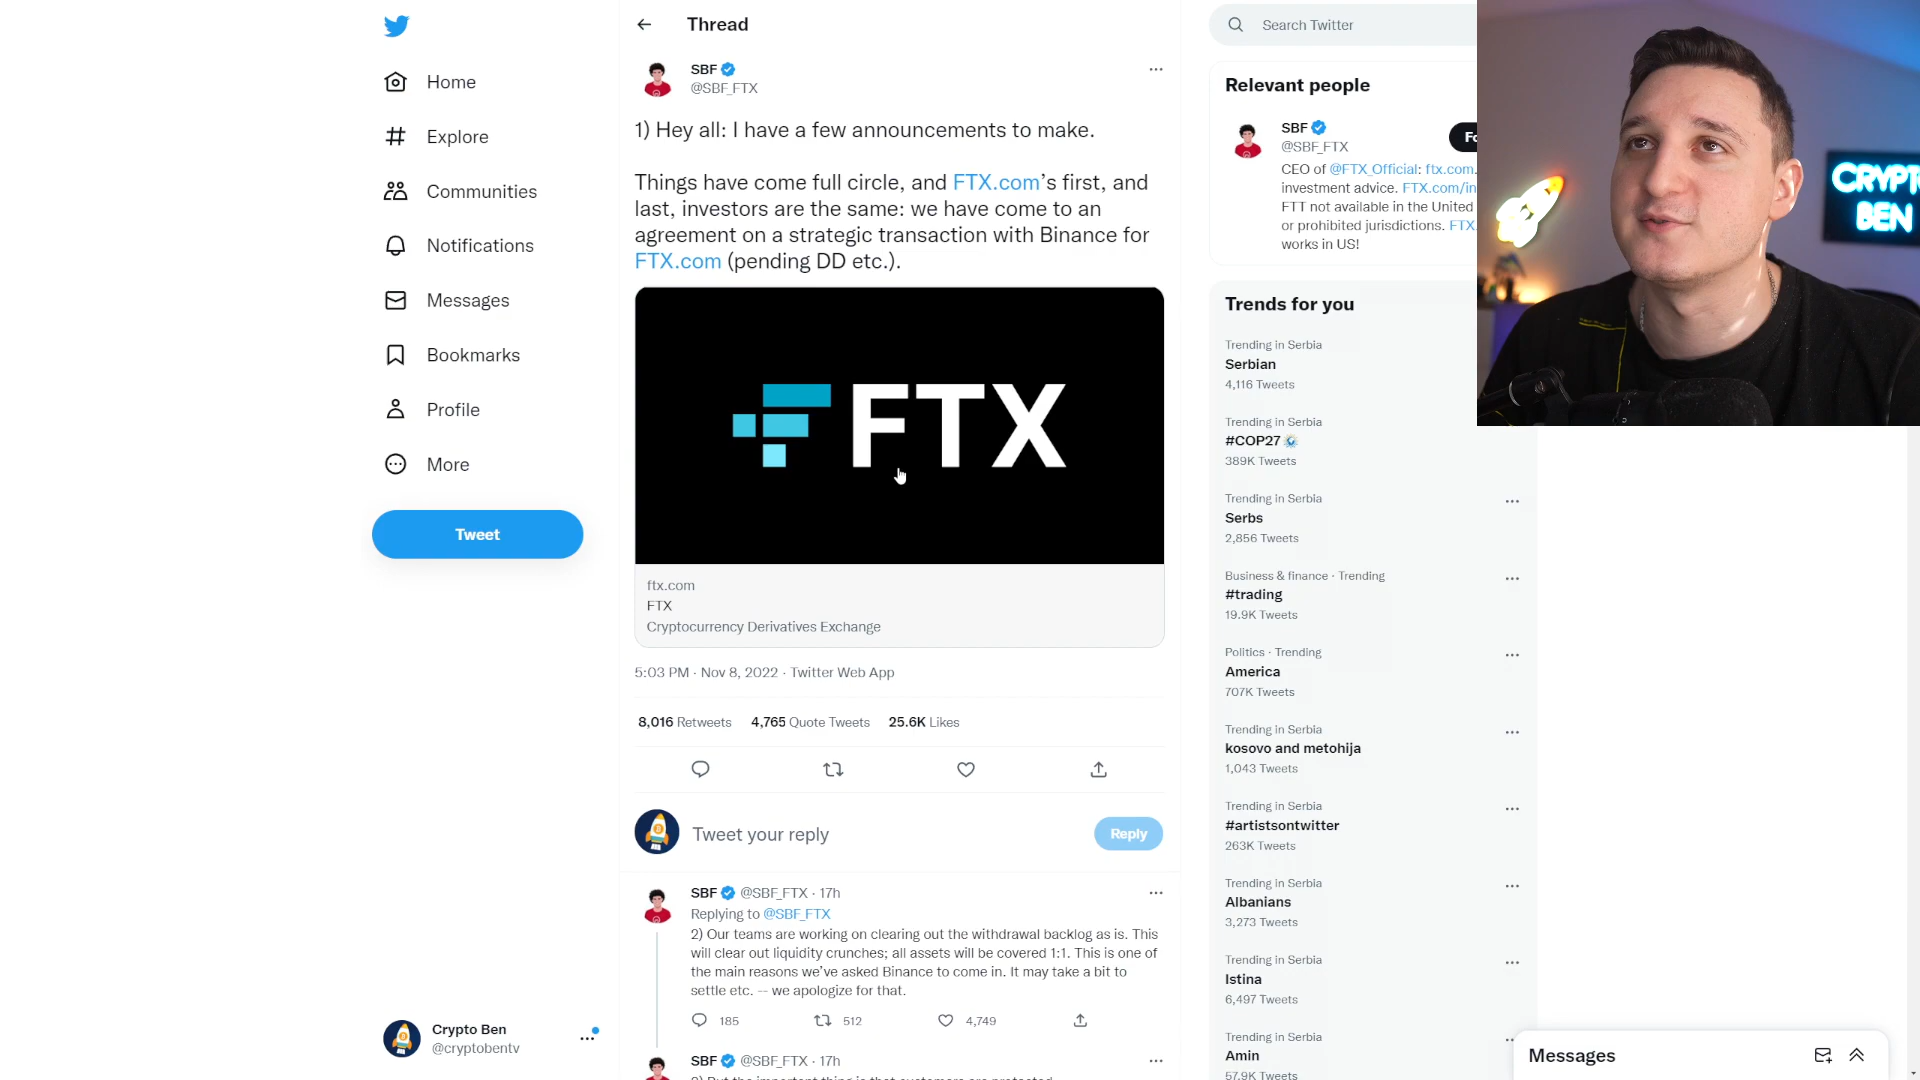 Home
Explore
Communities
Notifications
Messages
Bookmarks
Profile
More
Tweet
Crypto Ben
@cryptobentv
Thread
SBF
@SBF_FTX
1) Hey all: I have a few announcements to make.
Things have come full circle, and FTX.com's first, and
last, investors are the same: we have come to an
agreement on a strategic transaction with Binance for
FTX.com (pending DD etc.).
FTX
ftx.com
FTX
Cryptocurrency Derivatives Exchange
5:03 PM · Nov 8, 2022 · Twitter Web App
8,016 Retweets 4,765 Quote Tweets 25.6K Likes
Tweet your reply
Reply
SBF @SBF_FTX · 17h
Replying to @SBF_FTX
2) Our teams are working on clearing out the withdrawal backlog as is. This
will clear out liquidity crunches; all assets will be covered 1:1. This is one of
the main reasons we've asked Binance to come in. It may take a bit to
settle etc. -- we apologize for that.
185 512 4,749
SBF @SBF_FTX · 17h
Search Twitter
Relevant people
SBF
@SBF_FTX
CEO of @FTX_Official: ftx.com.
investment advice. FTX.com/in
FTT not available in the United
or prohibited jurisdictions. FTX.
works in US!
Trends for you
Trending in Serbia
Serbian
4,116 Tweets
Trending in Serbia
#COP27
389K Tweets
Trending in Serbia
Serbs
2,856 Tweets
Business & finance · Trending
#trading
19.9K Tweets
Politics · Trending
America
707K Tweets
Trending in Serbia
kosovo and metohija
1,043 Tweets
Trending in Serbia
#artistsontwitter
263K Tweets
Trending in Serbia
Albanians
3,273 Tweets
Trending in Serbia
Istina
6,497 Tweets
Trending in Serbia
Amin
57.9K Tweets
Messages
CRYPTO
BEN